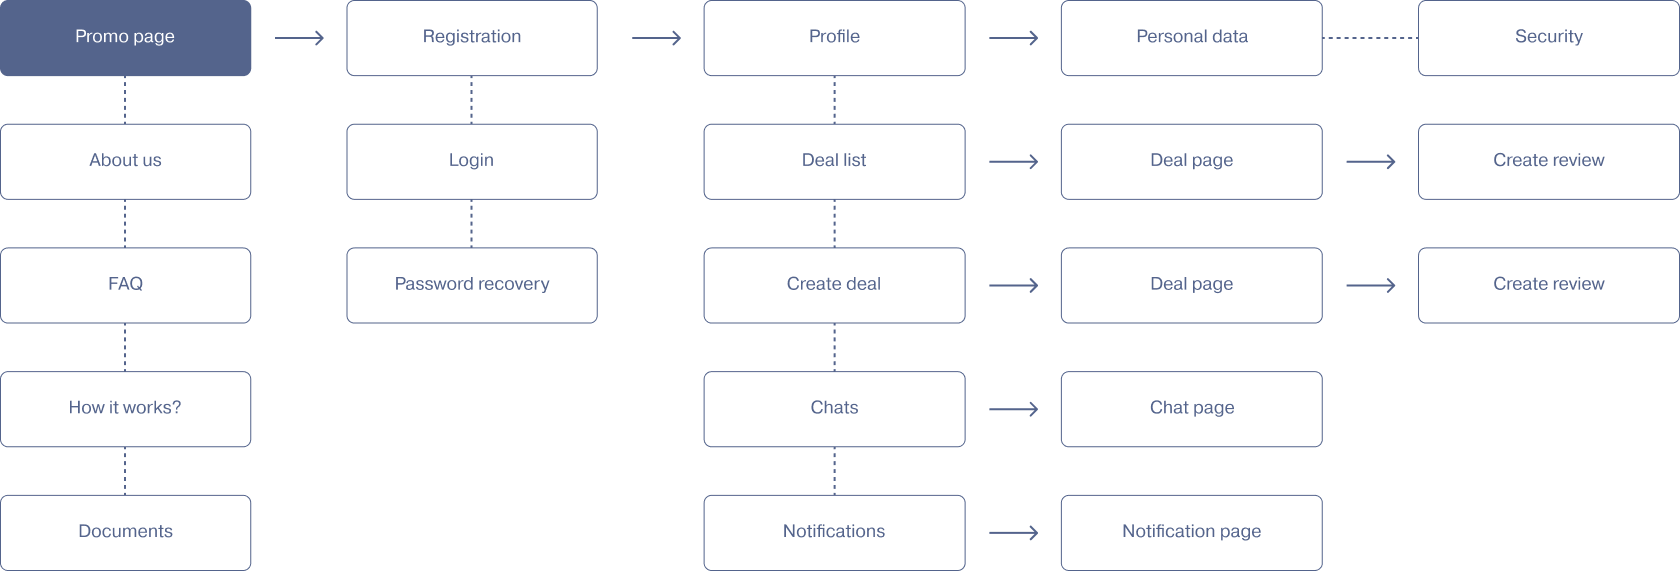 Promo page
Registration
Profile
Personal data
Security
About us
Login
Deal list
Deal page
Create review
FAQ
Password recovery
Create deal
Deal page
Create review
How it works?
Chats
Chat page
Documents
Notifications
Notification page